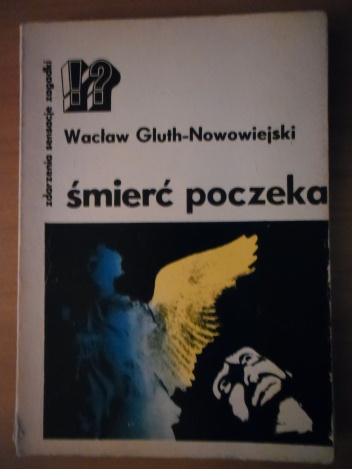 zdarzenia sensacje zagadki
!?
Wacław Gluth-Nowowiejski
śmierć poczeka